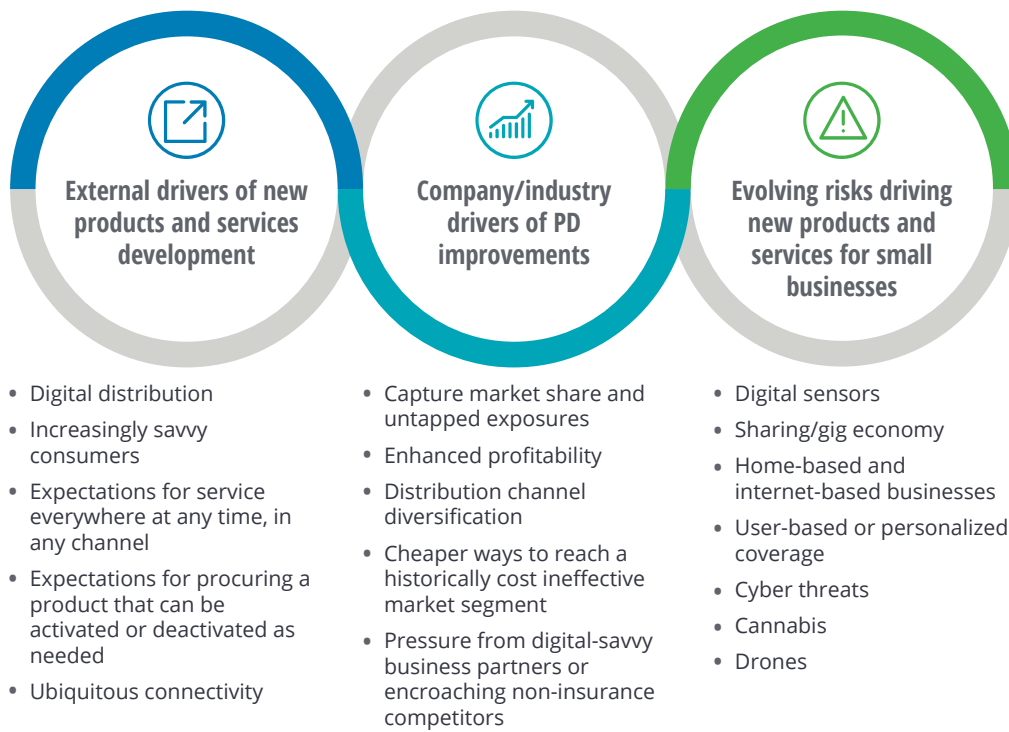 External drivers of new
products and services
development
• Digital distribution
• Increasingly savvy
consumers
• Expectations for service
everywhere at any time, in
any channel
• Expectations for procuring a
product that can be
activated or deactivated as
needed
• Ubiquitous connectivity
Company/industry
drivers of PD
improvements
• Capture market share and
untapped exposures
• Enhanced profitability
• Distribution channel
diversification
• Cheaper ways to reach a
historically cost ineffective
market segment
• Pressure from digital-savvy
business partners or
encroaching non-insurance
competitors
Evolving risks driving
new products and
services for small
businesses
• Digital sensors
• Sharing/gig economy
• Home-based and
internet-based businesses
• User-based or personalized
coverage
• Cyber threats
• Cannabis
• Drones